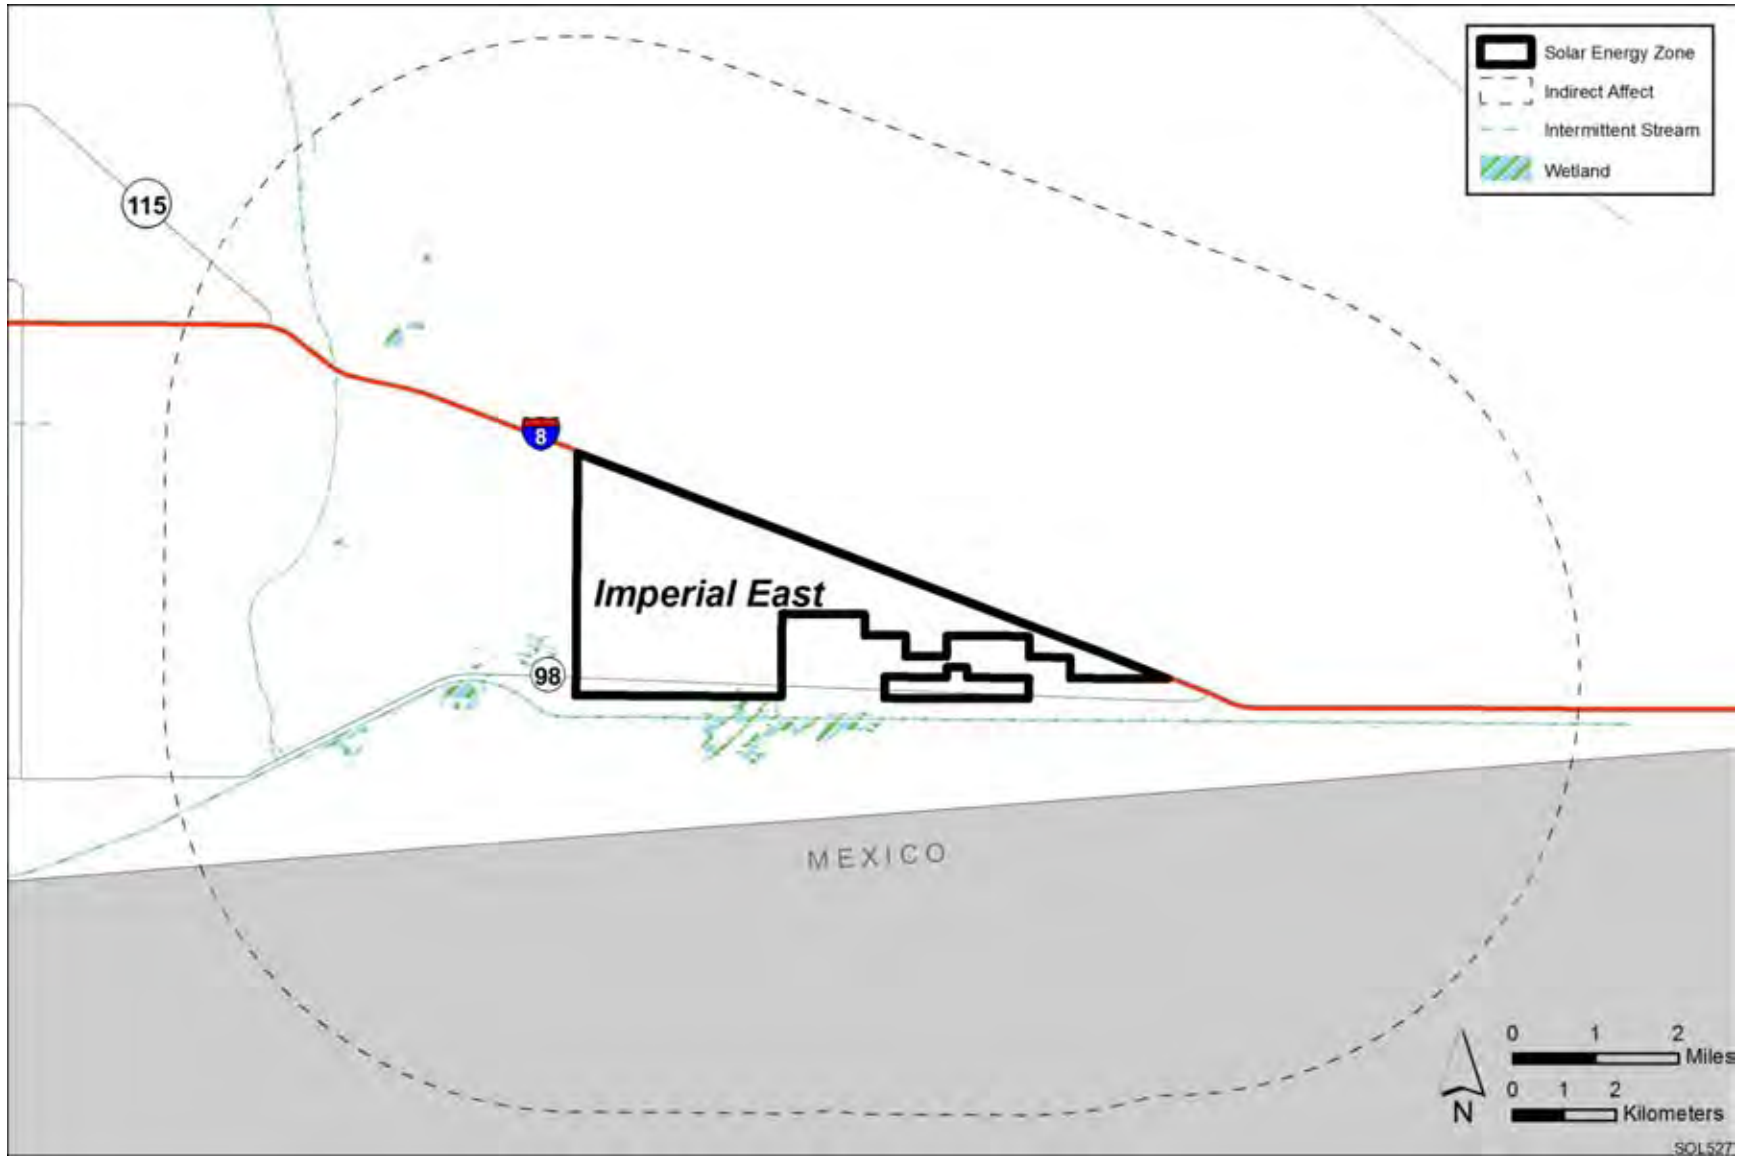 Solar Energy Zone
Indirect Affect
Intermittent Stream
Wetland
115
8
Imperial East
98
MEXICO
0 1 2
Miles
0 1 2
Kilometers
N
SOL527